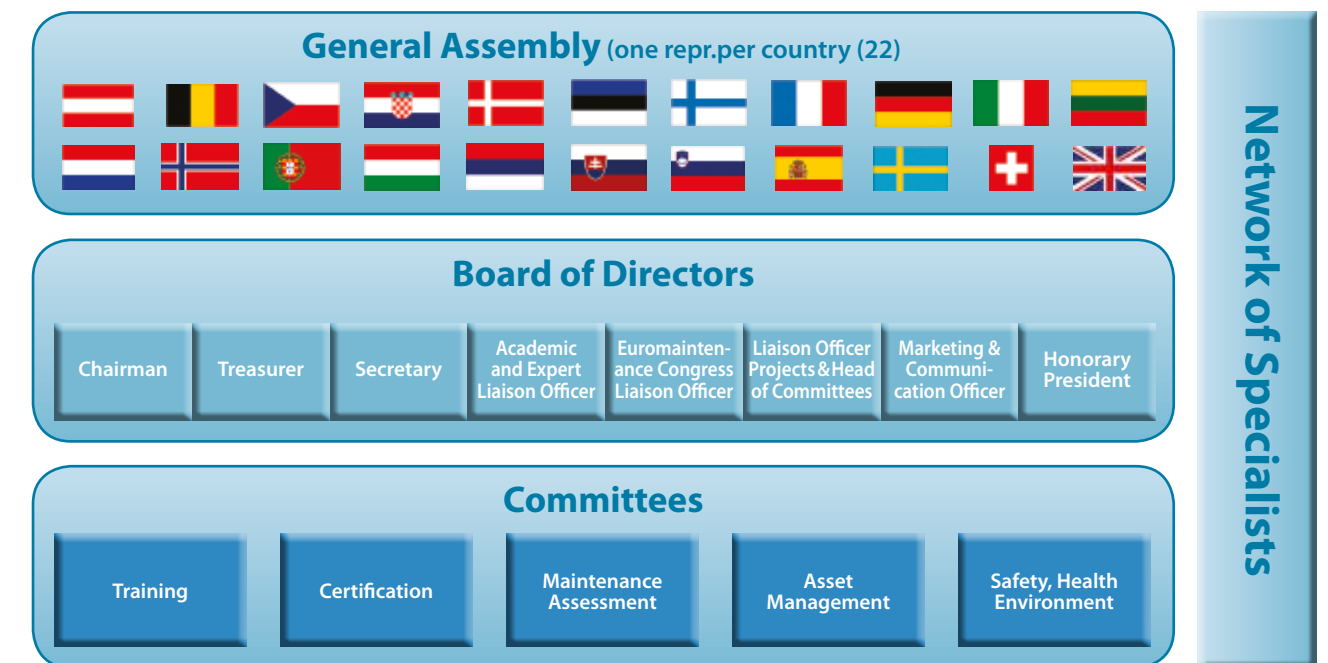 General Assembly (one repr.per country (22)
Board of Directors
Chairman
Treasurer
Secretary
Academic
and Expert
Liaison Officer
Euromainten-
ance Congress
Liaison Officer
Liaison Officer
Projects & Head
of Committees
Marketing &
Communi-
cation Officer
Honorary
President
Committees
Training
Certification
Maintenance
Assessment
Asset
Management
Safety, Health
Environment
Network of Specialists